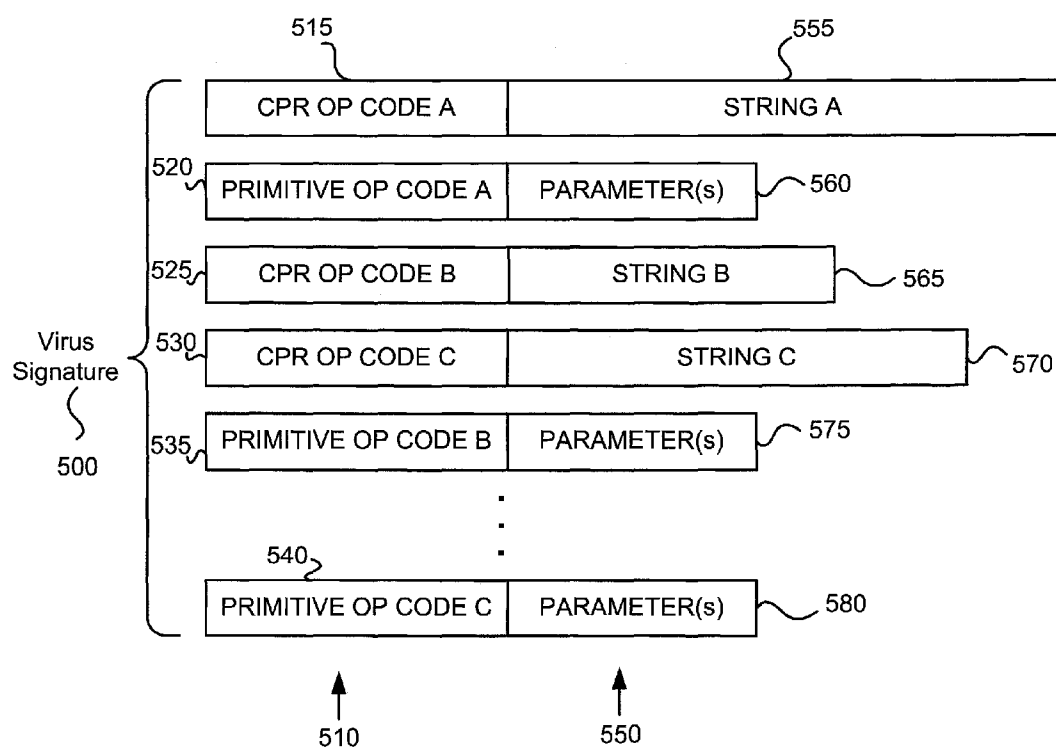 515 555
CPR OP CODE A STRING A
520 PRIMITIVE OP CODE A PARAMETER(s) 560
525 CPR OP CODE B STRING B 565
530 CPR OP CODE C STRING C 570
Virus
Signature
500
535 PRIMITIVE OP CODE B PARAMETER(s) 575
540
PRIMITIVE OP CODE C PARAMETER(s) 580
510 550